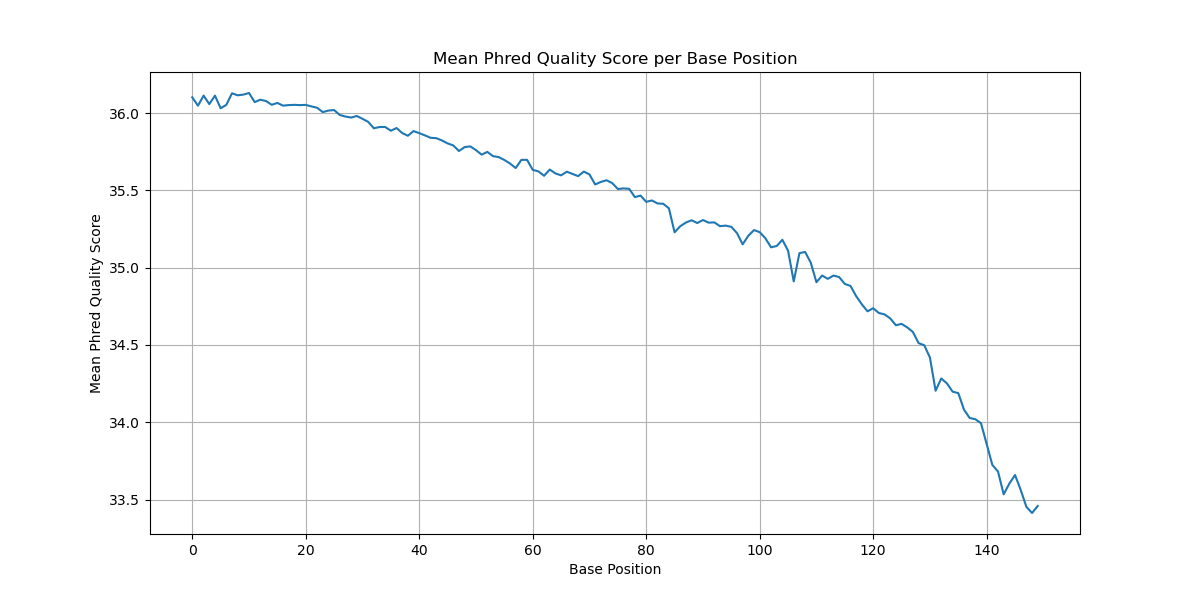 Mean Phred Quality Score per Base Position
Mean Phred Quality Score
36.0
35.5
35.0
34.5
34.0
33.5
0 20 40 60 80 100 120 140
Base Position